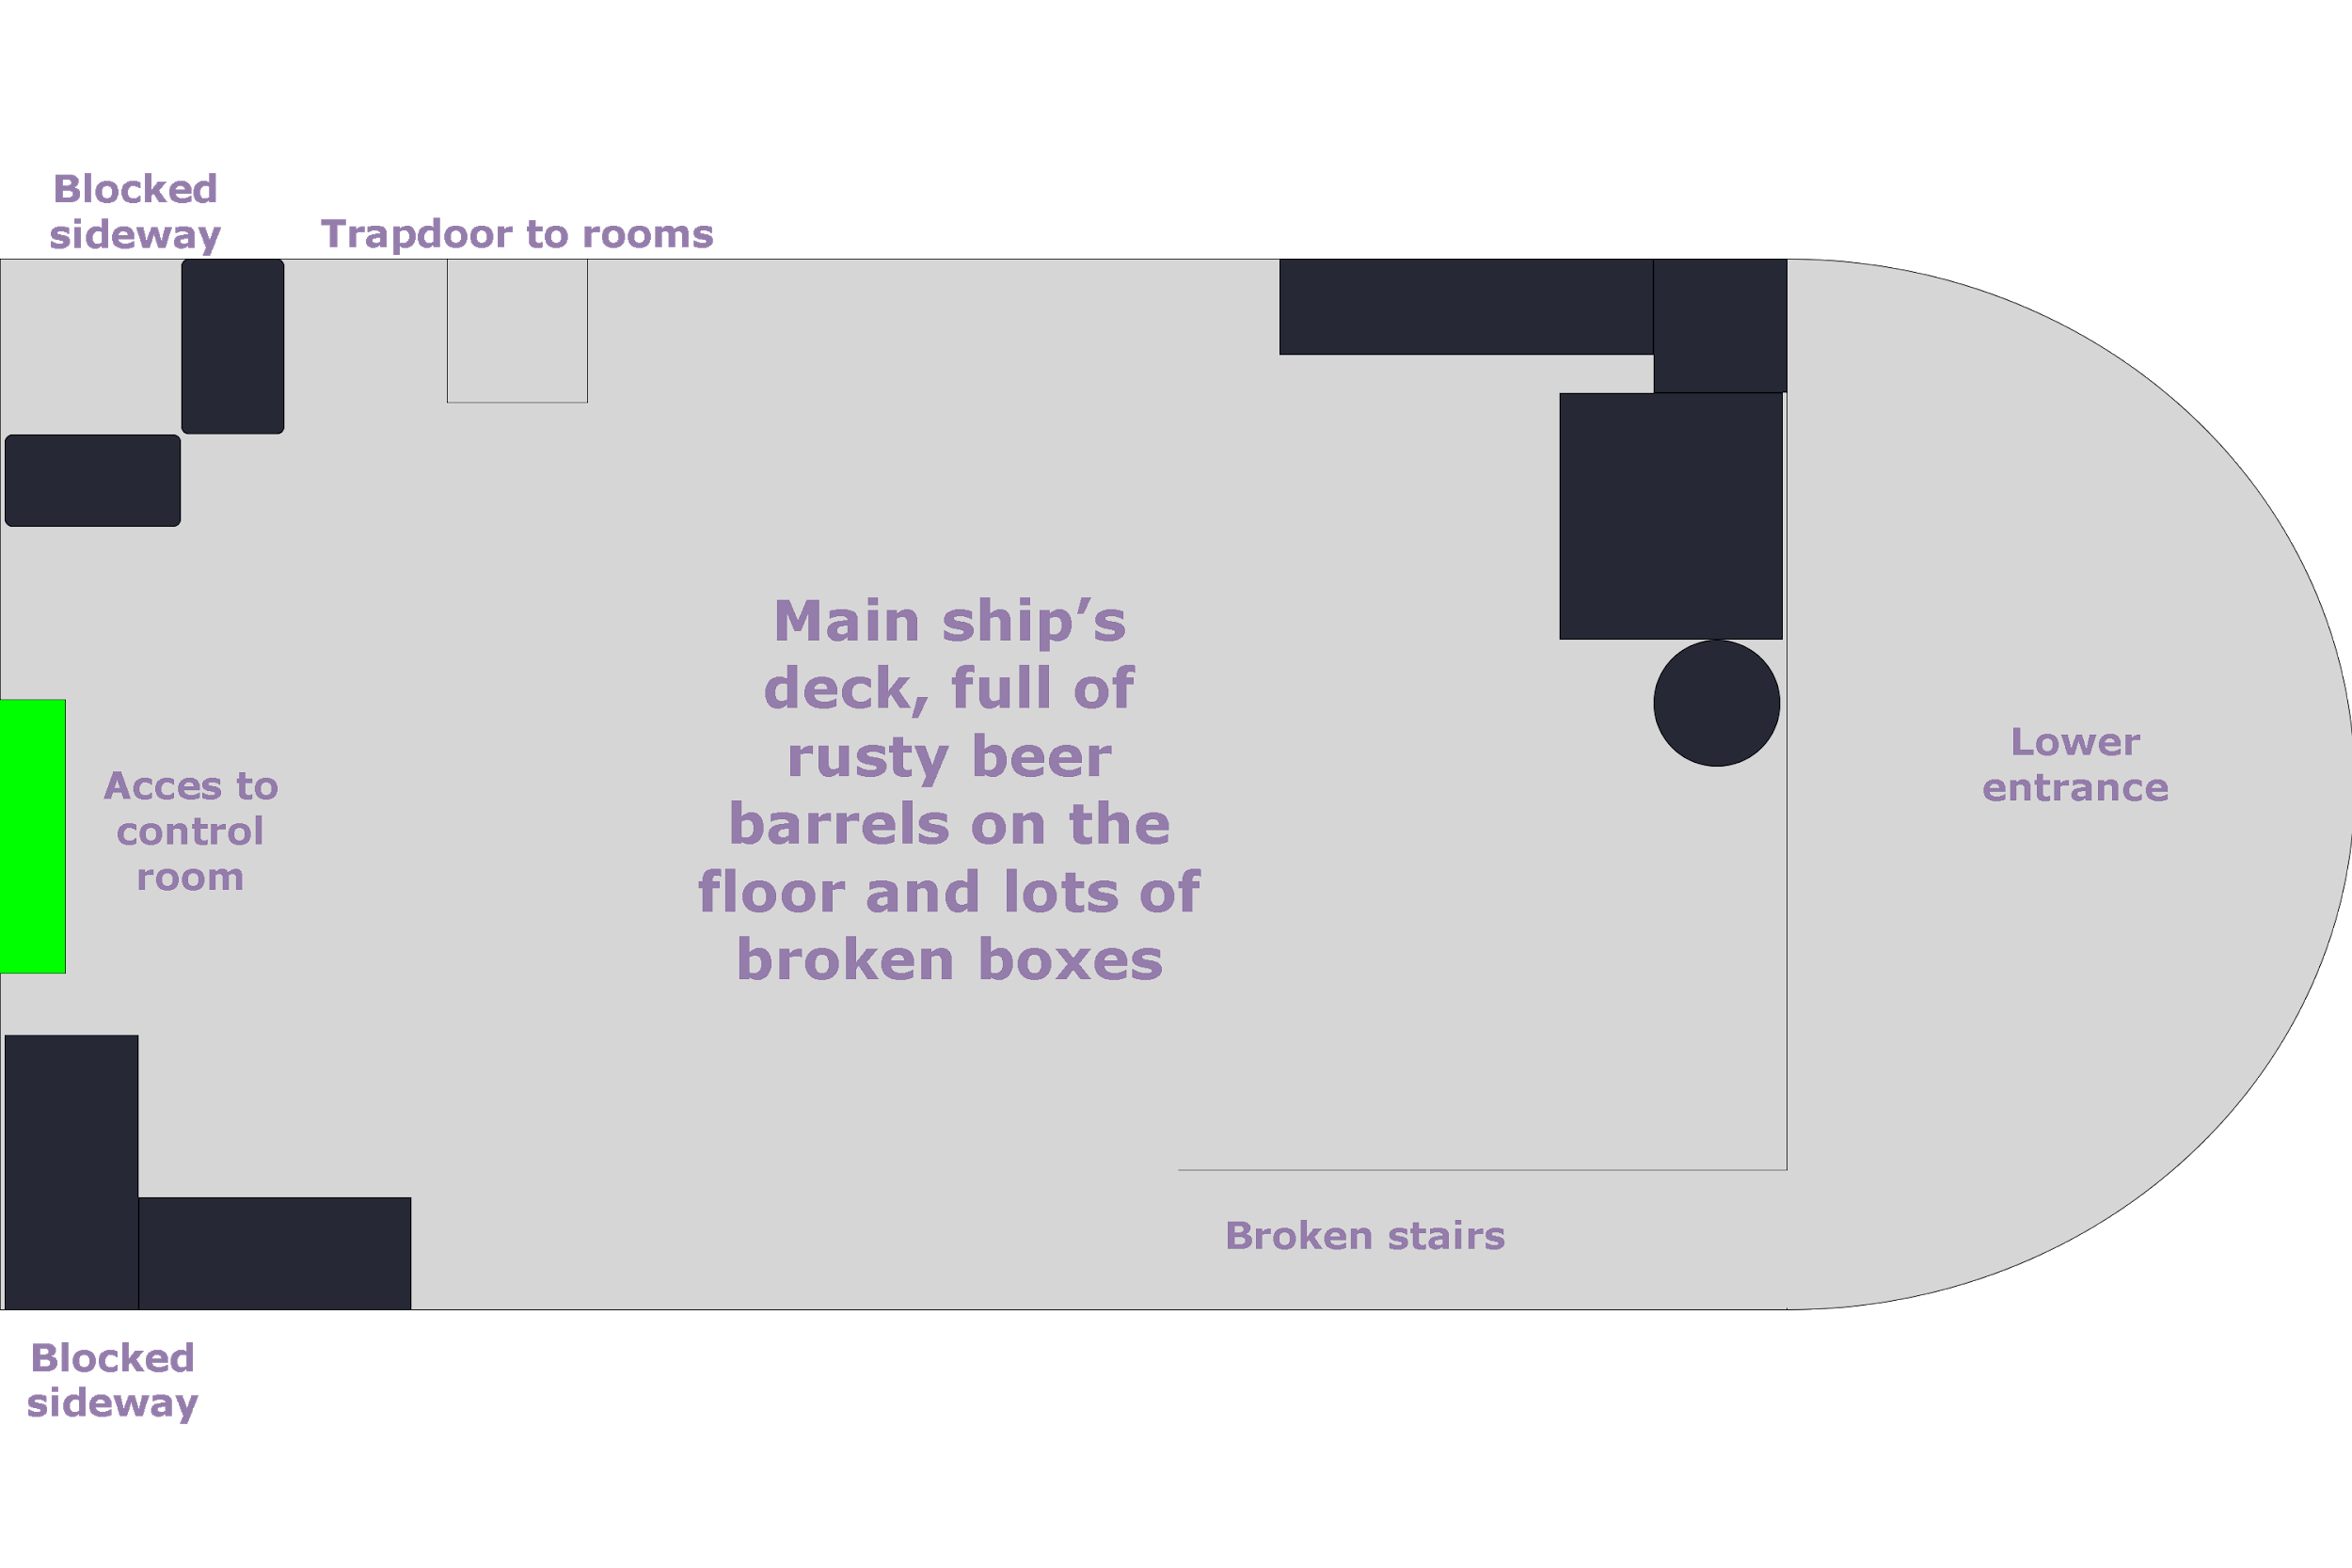 Blocked
sideway
Trapdoor to rooms
Main ship’s
deck, full of
rusty beer
barrels on the
floor and lots of
broken boxes
Acces to
control
room
Lower
entrance
Broken stairs
Blocked
sideway